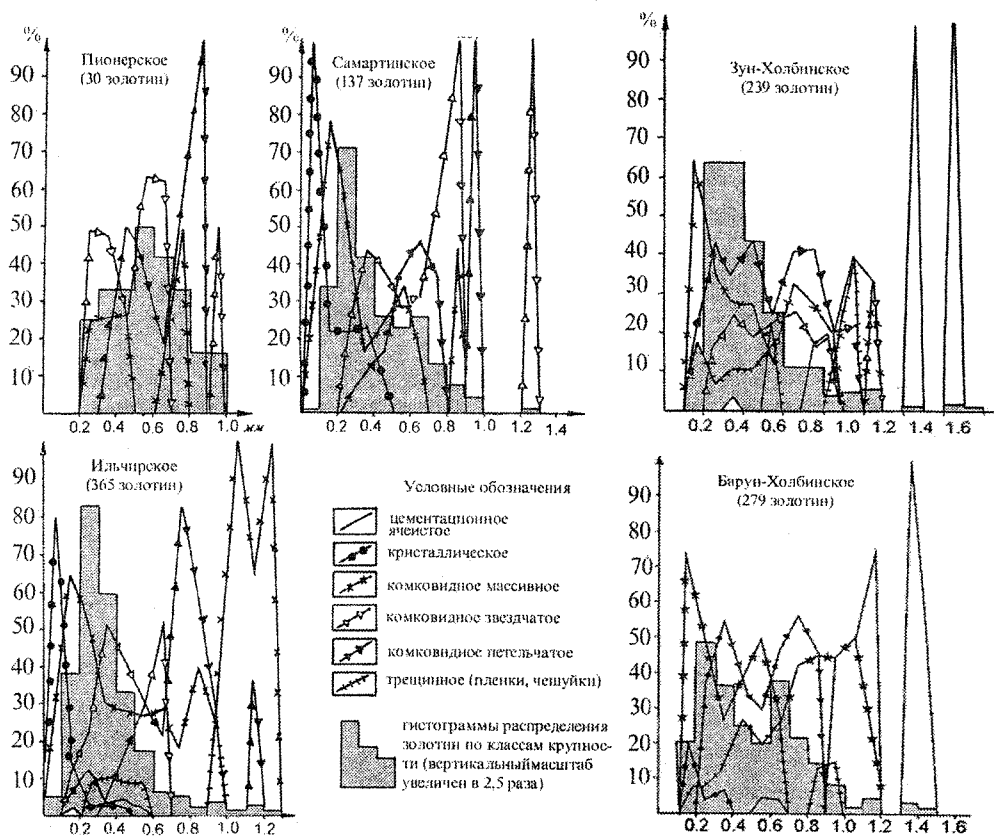 %
90
80
70
60
50
40
30
20
10
Пионерское
(30 золотин)
0.2 0.4 0.6 0.8 1.0 мм
%
90
80
70
60
50
40
30
20
10
Самартинское
(137 золотин)
0.2 0.4 0.6 0.8 1.0 1.2 1.4
%
90
80
70
60
50
40
30
20
10
Зун-Холбинское
(239 золотин)
0.2 0.4 0.6 0.8 1.0 1.2 1.4 1.6
90
80
70
60
50
40
30
20
10
Ильчирское
(365 золотин)
0.2 0.4 0.6 0.8 1.0 1.2 мм
Условные обозначения
цементационное
ячеистое
кристаллическое
комковидное массивное
комковидное звездчатое
комковидное петельчатое
трещинное (пленки, чешуйки)
гистограммы распределения
золотин по классам крупнос-
ти (вертикальныймасштаб
увеличен в 2,5 раза)
90
80
70
60
50
40
30
20
10
Барун-Холбинское
(279 золотин)
0.2 0.4 0.6 0.8 1.0 1.2 1.4 1.6